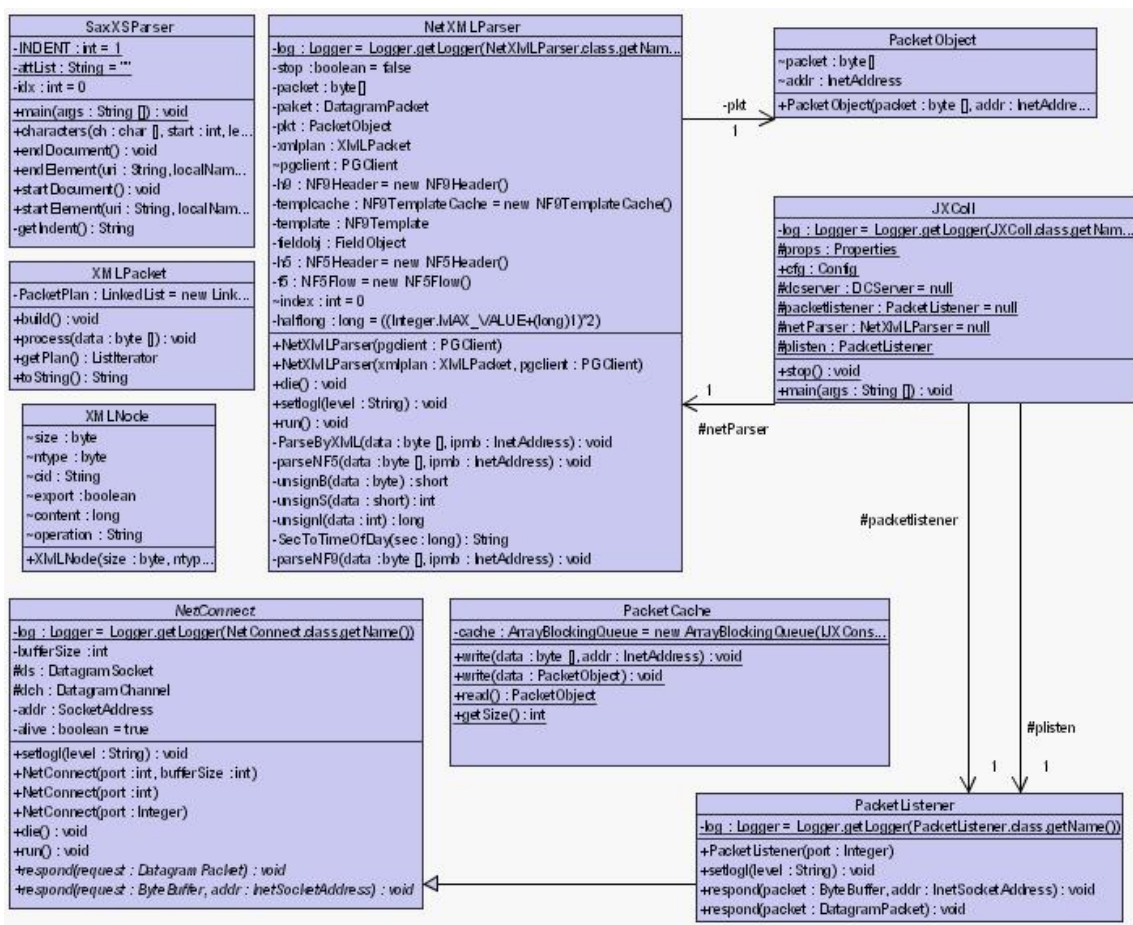 SaxXSParser
-INDENT : int = 1
-attList : String = ""
-idx : int = 0
+main(args : String []) : void
+characters(ch : char [], start : int, le...
+endDocument() : void
+endElement(uri : String, localNam...
+startDocument() : void
+startElement(uri : String, localNam...
-getIndent() : String
XMLPacket
-PacketPlan : LinkedList = new Link...
+build() : void
+process(data : byte []) : void
+getPlan() : ListIterator
+toString() : String
XMLNode
~size : byte
~ntype : byte
~cid : String
~export : boolean
~content : long
~operation : String
+XMLNode(size : byte, ntyp...
NetXMLParser
-log : Logger = Logger.getLogger(NetXMLParser.class.getNam...
-stop : boolean = false
-packet : byte[]
-paket : DatagramPacket
-pkt : PacketObject
-xmlplan : XMLPacket
~pgclient : PGClient
-h9 : NF9Header = new NF9Header()
-templcache : NF9TemplateCache = new NF9TemplateCache()
-template : NF9Template
-fieldobj : FieldObject
-h5 : NF5Header = new NF5Header()
-f5 : NF5Flow = new NF5Flow()
~index : int = 0
-halflong : long = ((Integer.MAX_VALUE+(long)1)*2)
+NetXMLParser(pgclient : PGClient)
+NetXMLParser(xmlplan : XMLPacket, pgclient : PGClient)
+die() : void
+setlogl(level : String) : void
+run() : void
-ParseByXML(data : byte [], ipmb : InetAddress) : void
-parseNF5(data : byte [], ipmb : InetAddress) : void
-unsignB(data : byte) : short
-unsignS(data : short) : int
-unsignI(data : int) : long
-SecToTimeOfDay(sec : long) : String
-parseNF9(data : byte [], ipmb : InetAddress) : void
-pkt
1
PacketObject
~packet : byte[]
~addr : InetAddress
+PacketObject(packet : byte [], addr : InetAddre...
JXColl
-log : Logger = Logger.getLogger(JXColl.class.getNam...
#props : Properties
+cfg : Config
#dcserver : DCServer = null
#packetlistener : PacketListener = null
#netParser : NetXMLParser = null
#plisten : PacketListener
+stop() : void
+main(args : String []) : void
1
#netParser
#packetlistener
#plisten
1
1
NetConnect
-log : Logger = Logger.getLogger(NetConnect.class.getName())
-bufferSize : int
#ds : DatagramSocket
#dch : DatagramChannel
-addr : SocketAddress
-alive : boolean = true
+setlogl(level : String) : void
+NetConnect(port : int, bufferSize : int)
+NetConnect(port : int)
+NetConnect(port : Integer)
+die() : void
+run() : void
+respond(request : DatagramPacket) : void
+respond(request : ByteBuffer, addr : InetSocketAddress) : void
PacketCache
-cache : ArrayBlockingQueue = new ArrayBlockingQueue(IJXCons...
+write(data : byte [], addr : InetAddress) : void
+write(data : PacketObject) : void
+read() : PacketObject
+getSize() : int
PacketListener
-log : Logger = Logger.getLogger(PacketListener.class.getName())
+PacketListener(port : Integer)
+setlogl(level : String) : void
+respond(packet : ByteBuffer, addr : InetSocketAddress) : void
+respond(packet : DatagramPacket) : void